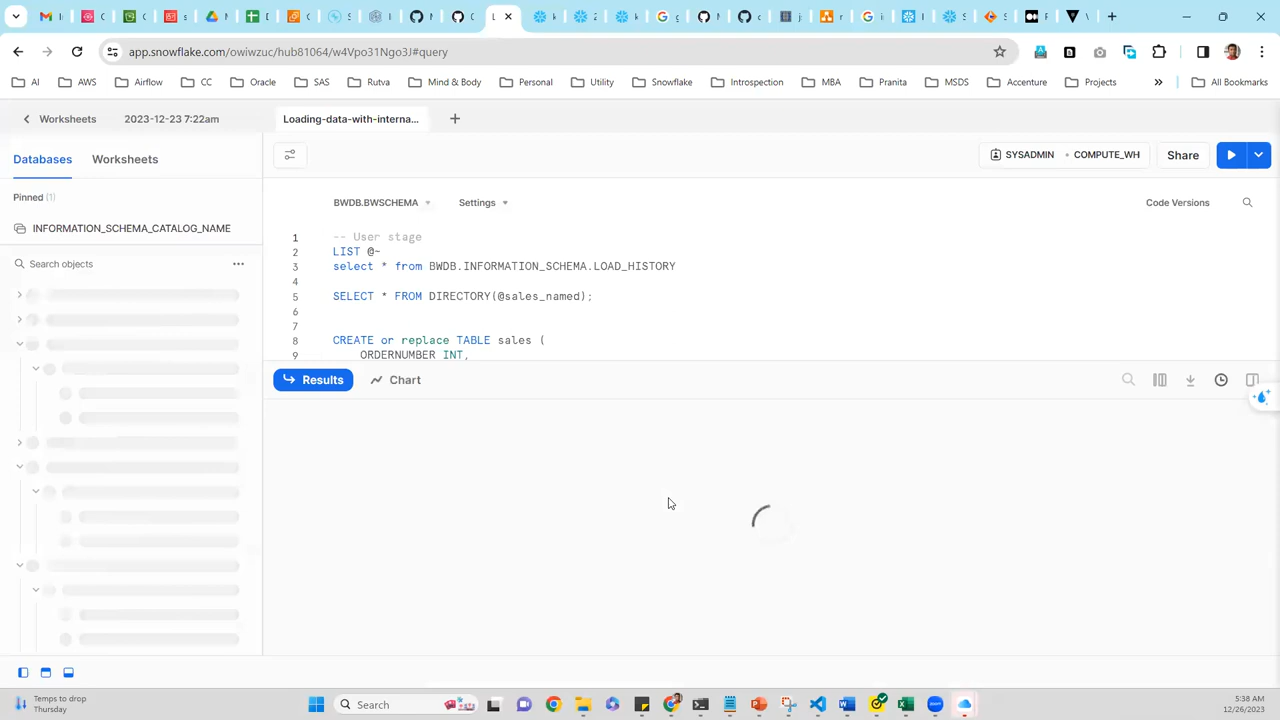 app.snowflake.com/owiwzuc/hub81064/w4Vpo31Ngo3J#query
AI
AWS
Airflow
CC
Oracle
SAS
Rutva
Mind & Body
Personal
Utility
Snowflake
Introspection
MBA
Pranita
MSDS
Accenture
Projects
All Bookmarks
Worksheets
2023-12-23 7:22am
Loading-data-with-interna...
Databases
Worksheets
SYSADMIN
COMPUTE_WH
Share
Pinned (1)
BWDB.BWSCHEMA
Settings
Code Versions
INFORMATION_SCHEMA_CATALOG_NAME
Search objects
1 -- User stage
2 LIST @~
3 select * from BWDB.INFORMATION_SCHEMA.LOAD_HISTORY
4
5 SELECT * FROM DIRECTORY(@sales_named);
6
7
8 CREATE or replace TABLE sales (
9 ORDERNUMBER INT,
Results
Chart
Temps to drop
Thursday
Search
5:38 AM
12/26/2023